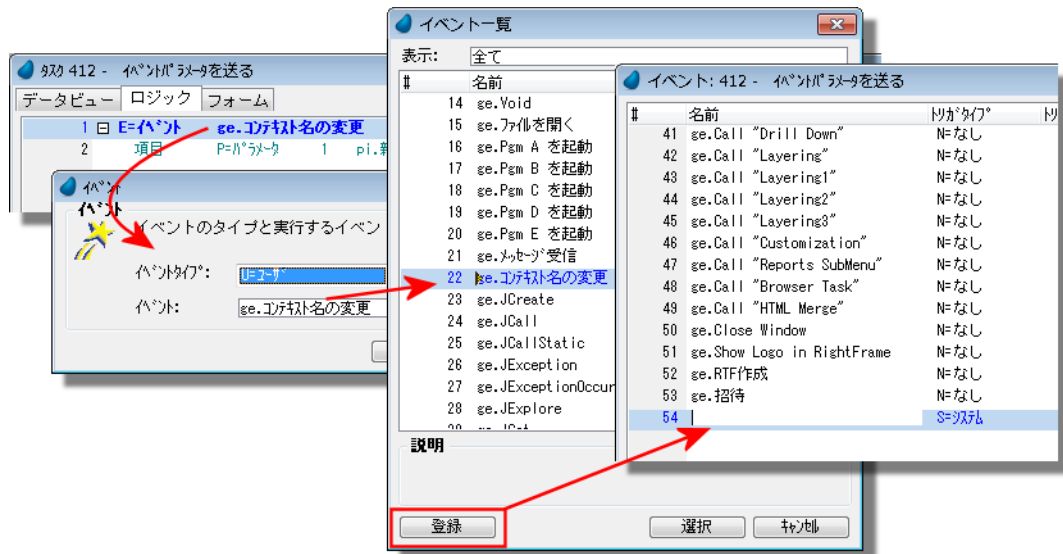 タスク 412 - イベントパラメータを送る
データビュー ロジック フォーム
1 E=イベント ge.コンテキスト名の変更
2 項目 P=パラメータ 1 pi.新
イベント
イベント
イベントのタイプと実行するイベン
イベントタイプ: U=ユーザ
イベント: ge.コンテキスト名の変更
イベント一覧
表示: 全て
# 名前
14 ge.Void
15 ge.ファイルを開く
16 ge.Pgm A を起動
17 ge.Pgm B を起動
18 ge.Pgm C を起動
19 ge.Pgm D を起動
20 ge.Pgm E を起動
21 ge.メッセージ受信
22 ge.コンテキスト名の変更
23 ge.JCreate
24 ge.JCall
25 ge.JCallStatic
26 ge.JException
27 ge.JExceptionOccur
28 ge.JExplore
説明
登録 選択 キャンセル
イベント: 412 - イベントパラメータを送る
# 名前 トリガタイプ トリ
41 ge.Call "Drill Down" N=なし
42 ge.Call "Layering" N=なし
43 ge.Call "Layering1" N=なし
44 ge.Call "Layering2" N=なし
45 ge.Call "Layering3" N=なし
46 ge.Call "Customization" N=なし
47 ge.Call "Reports SubMenu" N=なし
48 ge.Call "Browser Task" N=なし
49 ge.Call "HTML Merge" N=なし
50 ge.Close Window N=なし
51 ge.Show Logo in RightFrame N=なし
52 ge.RTF作成 N=なし
53 ge.招待 N=なし
54 S=システム